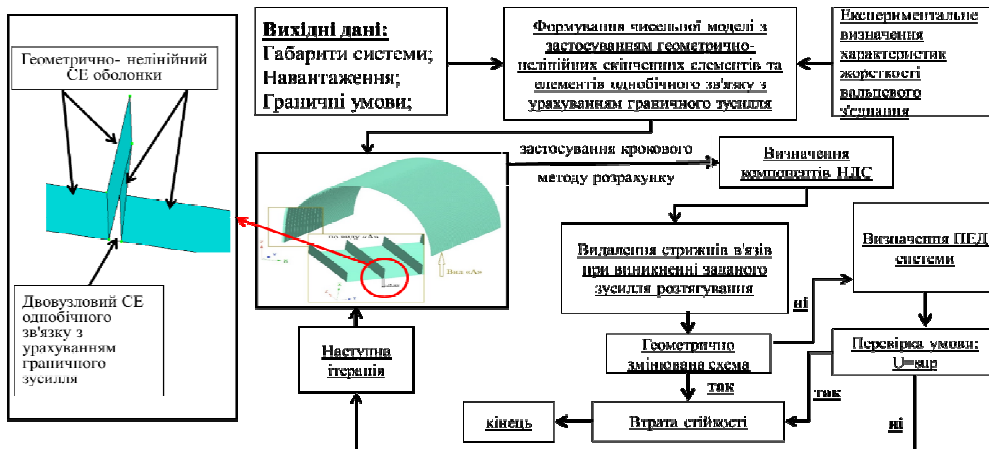 Геометрично- нелінійний
СЕ оболонки
Двовузловий СЕ
однобічного
зв'язку з
урахуванням
граничного
зусилля
Вихідні дані:
Габарити системи;
Навантаження;
Граничні умови;
Формування чисельної моделі з
застосуванням геометрично-
нелінійних скінченних елементів та
елементів однобічного зв'язку з
урахуванням граничного зусилля
Експериментальне
визначення
характеристик
жорсткості
вальцевого
з'єднання
застосування крокового
методу розрахунку
Визначення
компонентів НДС
по виду «А»
Вид «А»
Видалення стрижнів в'язів
при виникненні заданого
зусилля розтягування
Визначення ПЕД
системи
ні
Наступна
ітерація
Геометрично
змінювана схема
Перевірка умови:
U=sup
так
так
ні
кінець
Втрата стійкості